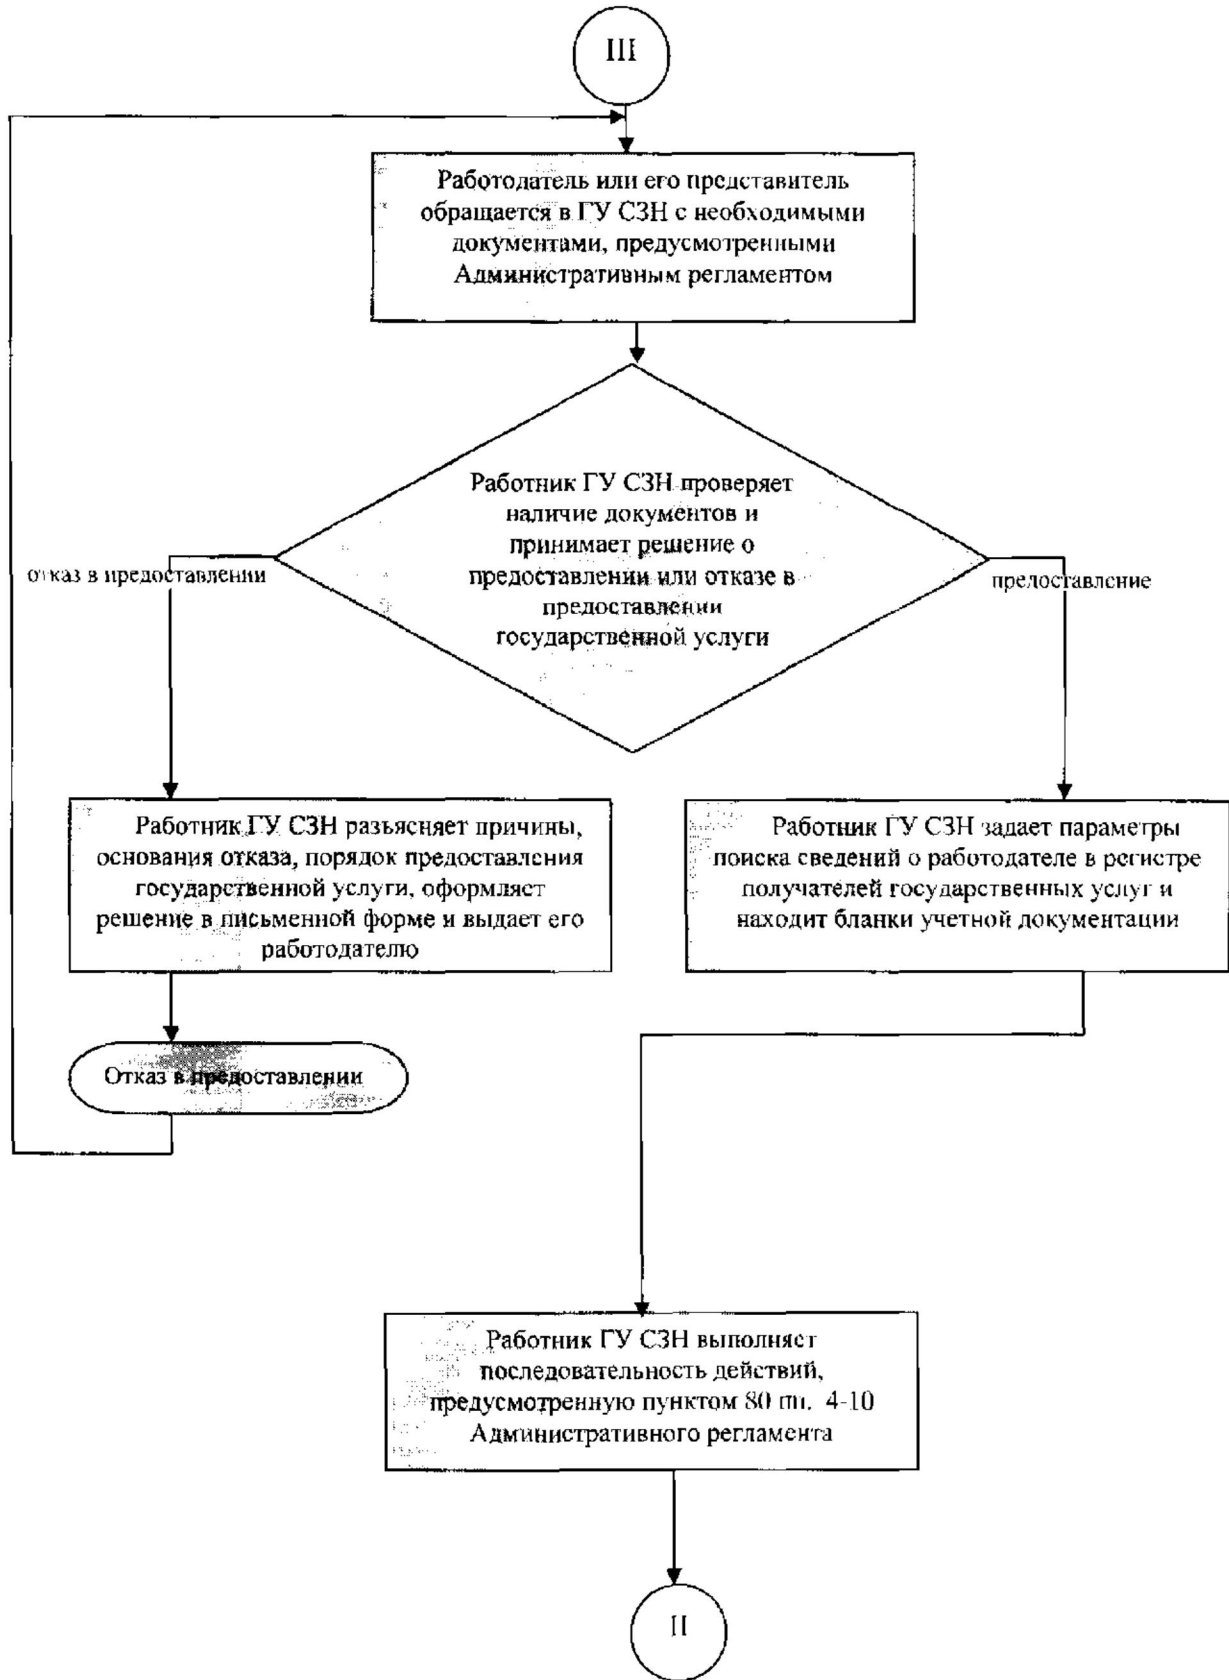 III
Работодатель или его представитель
обращается в ГУ СЗН с необходимыми
документами, предусмотренными
Административным регламентом
Работник ГУ СЗН проверяет
наличие документов и
принимает решение о
предоставлении или отказе в
предоставлении
государственной услуги
отказ в предоставлении
предоставление
Работник ГУ СЗН разъясняет причины,
основания отказа, порядок предоставления
государственной услуги, оформляет
решение в письменной форме и выдает его
работодателю
Работник ГУ СЗН задает параметры
поиска сведений о работодателе в регистре
получателей государственных услуг и
находит бланки учетной документации
Отказ в предоставлении
Работник ГУ СЗН выполняет
последовательность действий,
предусмотренную пунктом 80 пп. 4-10
Административного регламента
II